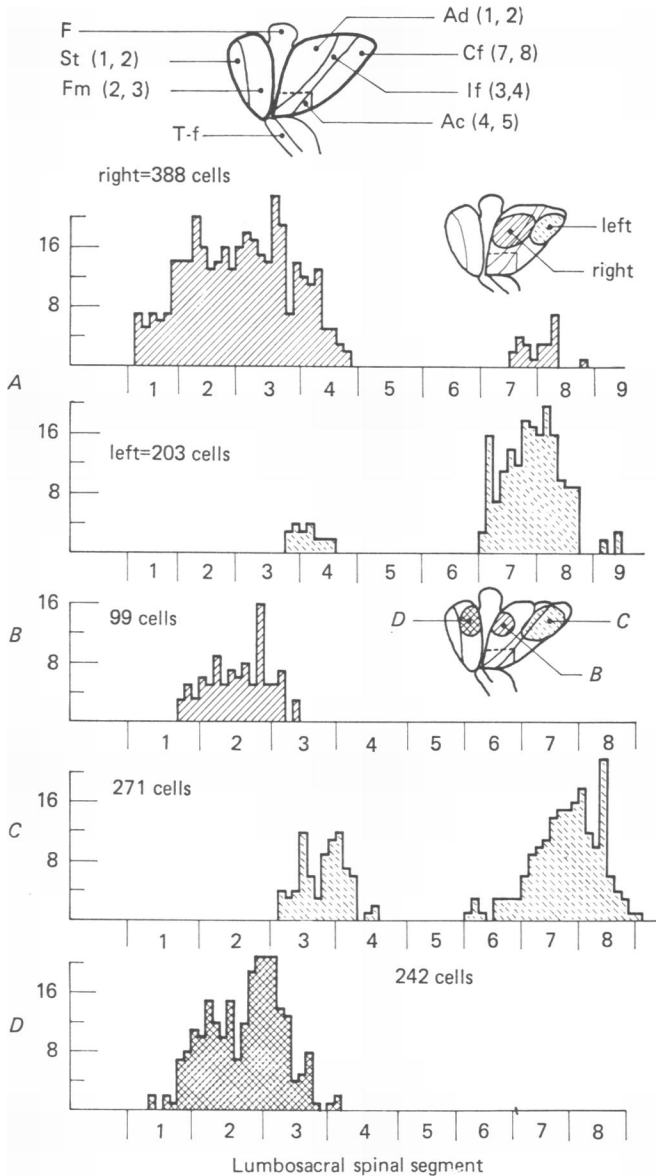 F
Ad (1, 2)
St (1, 2)
Cf (7, 8)
Fm (2, 3)
If (3,4)
T-f
Ac (4, 5)
right=388 cells
16
8
left
right
A
1 2 3 4 5 6 7 8 9
16
left=203 cells
8
1 2 3 4 5 6 7 8 9
B
16
99 cells
8
D
C
B
1 2 3 4 5 6 7 8
C
16
271 cells
8
1 2 3 4 5 6 7 8
D
242 cells
16
8
1 2 3 4 5 6 7 8
Lumbosacral spinal segment